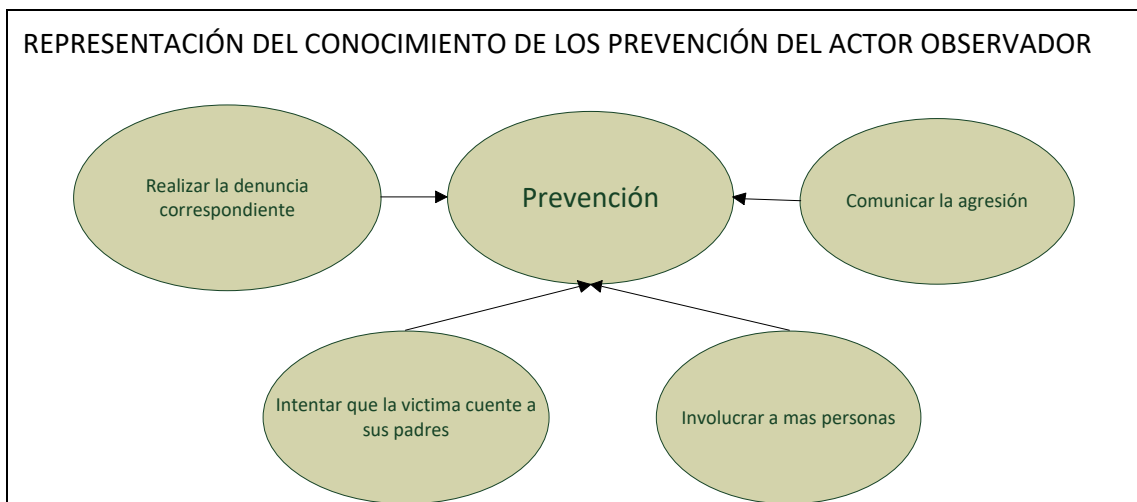 REPRESENTACIÓN DEL CONOCIMIENTO DE LOS PREVENCIÓN DEL ACTOR OBSERVADOR
Realizar la denuncia
correspondiente
Prevención
Comunicar la agresión
Intentar que la victima cuente a
sus padres
Involucrar a mas personas